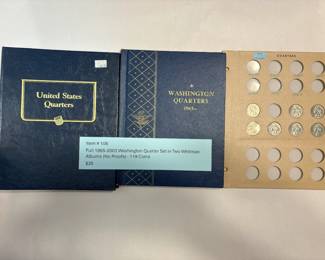 United States
Quarters
WASHINGTON
QUARTERS
1965-
QUARTERS
Item # 106
Full 1965-2003 Washington Quarter Set in Two Whitman
Albums (No Proofs) - 114 Coins
$35